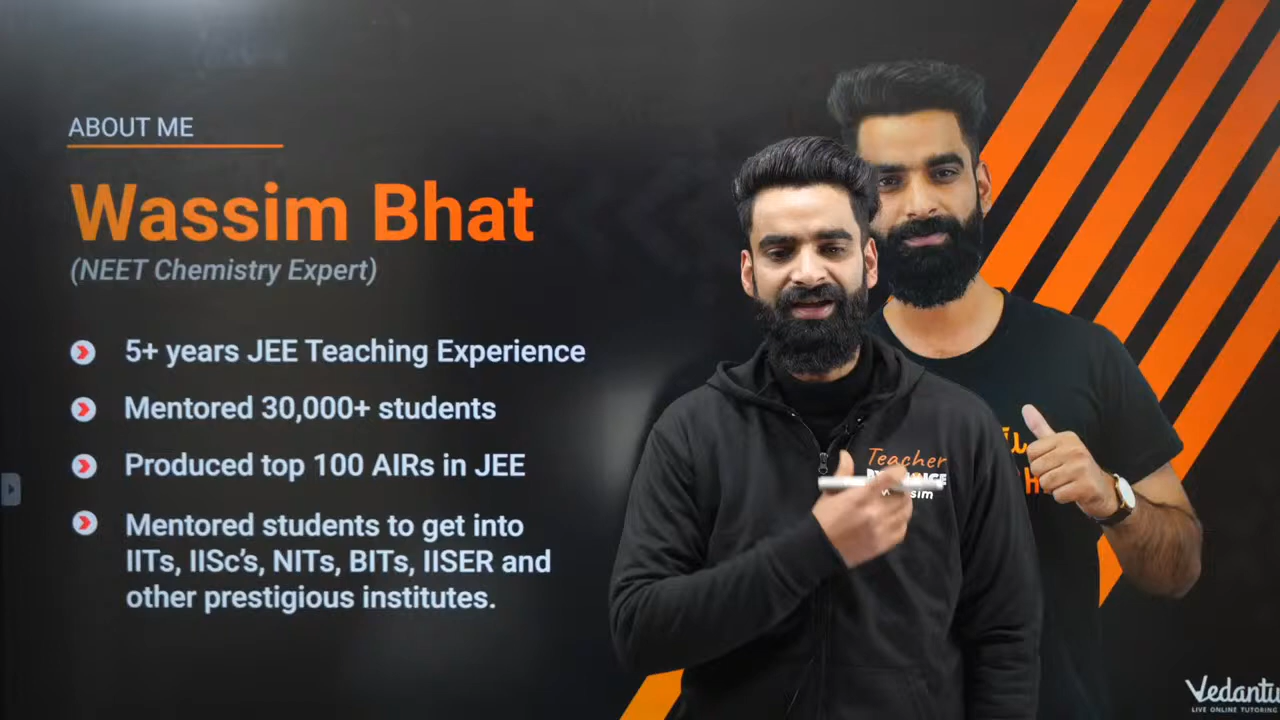 ABOUT ME
Wassim Bhat
(NEET Chemistry Expert)
5+ years JEE Teaching Experience
Mentored 30,000+ students
Produced top 100 AIRs in JEE
Mentored students to get into
IITs, IISc's, NITs, BITs, IISER and
other prestigious institutes.
Teacher
Vedantu
LIVE ONLINE TUTORING